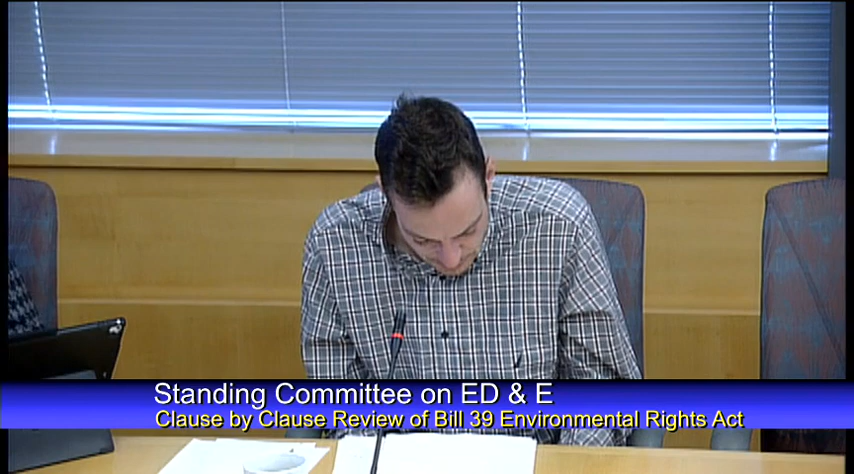 Standing Committee on ED & E
Clause by Clause Review of Bill 39 Environmental Rights Act